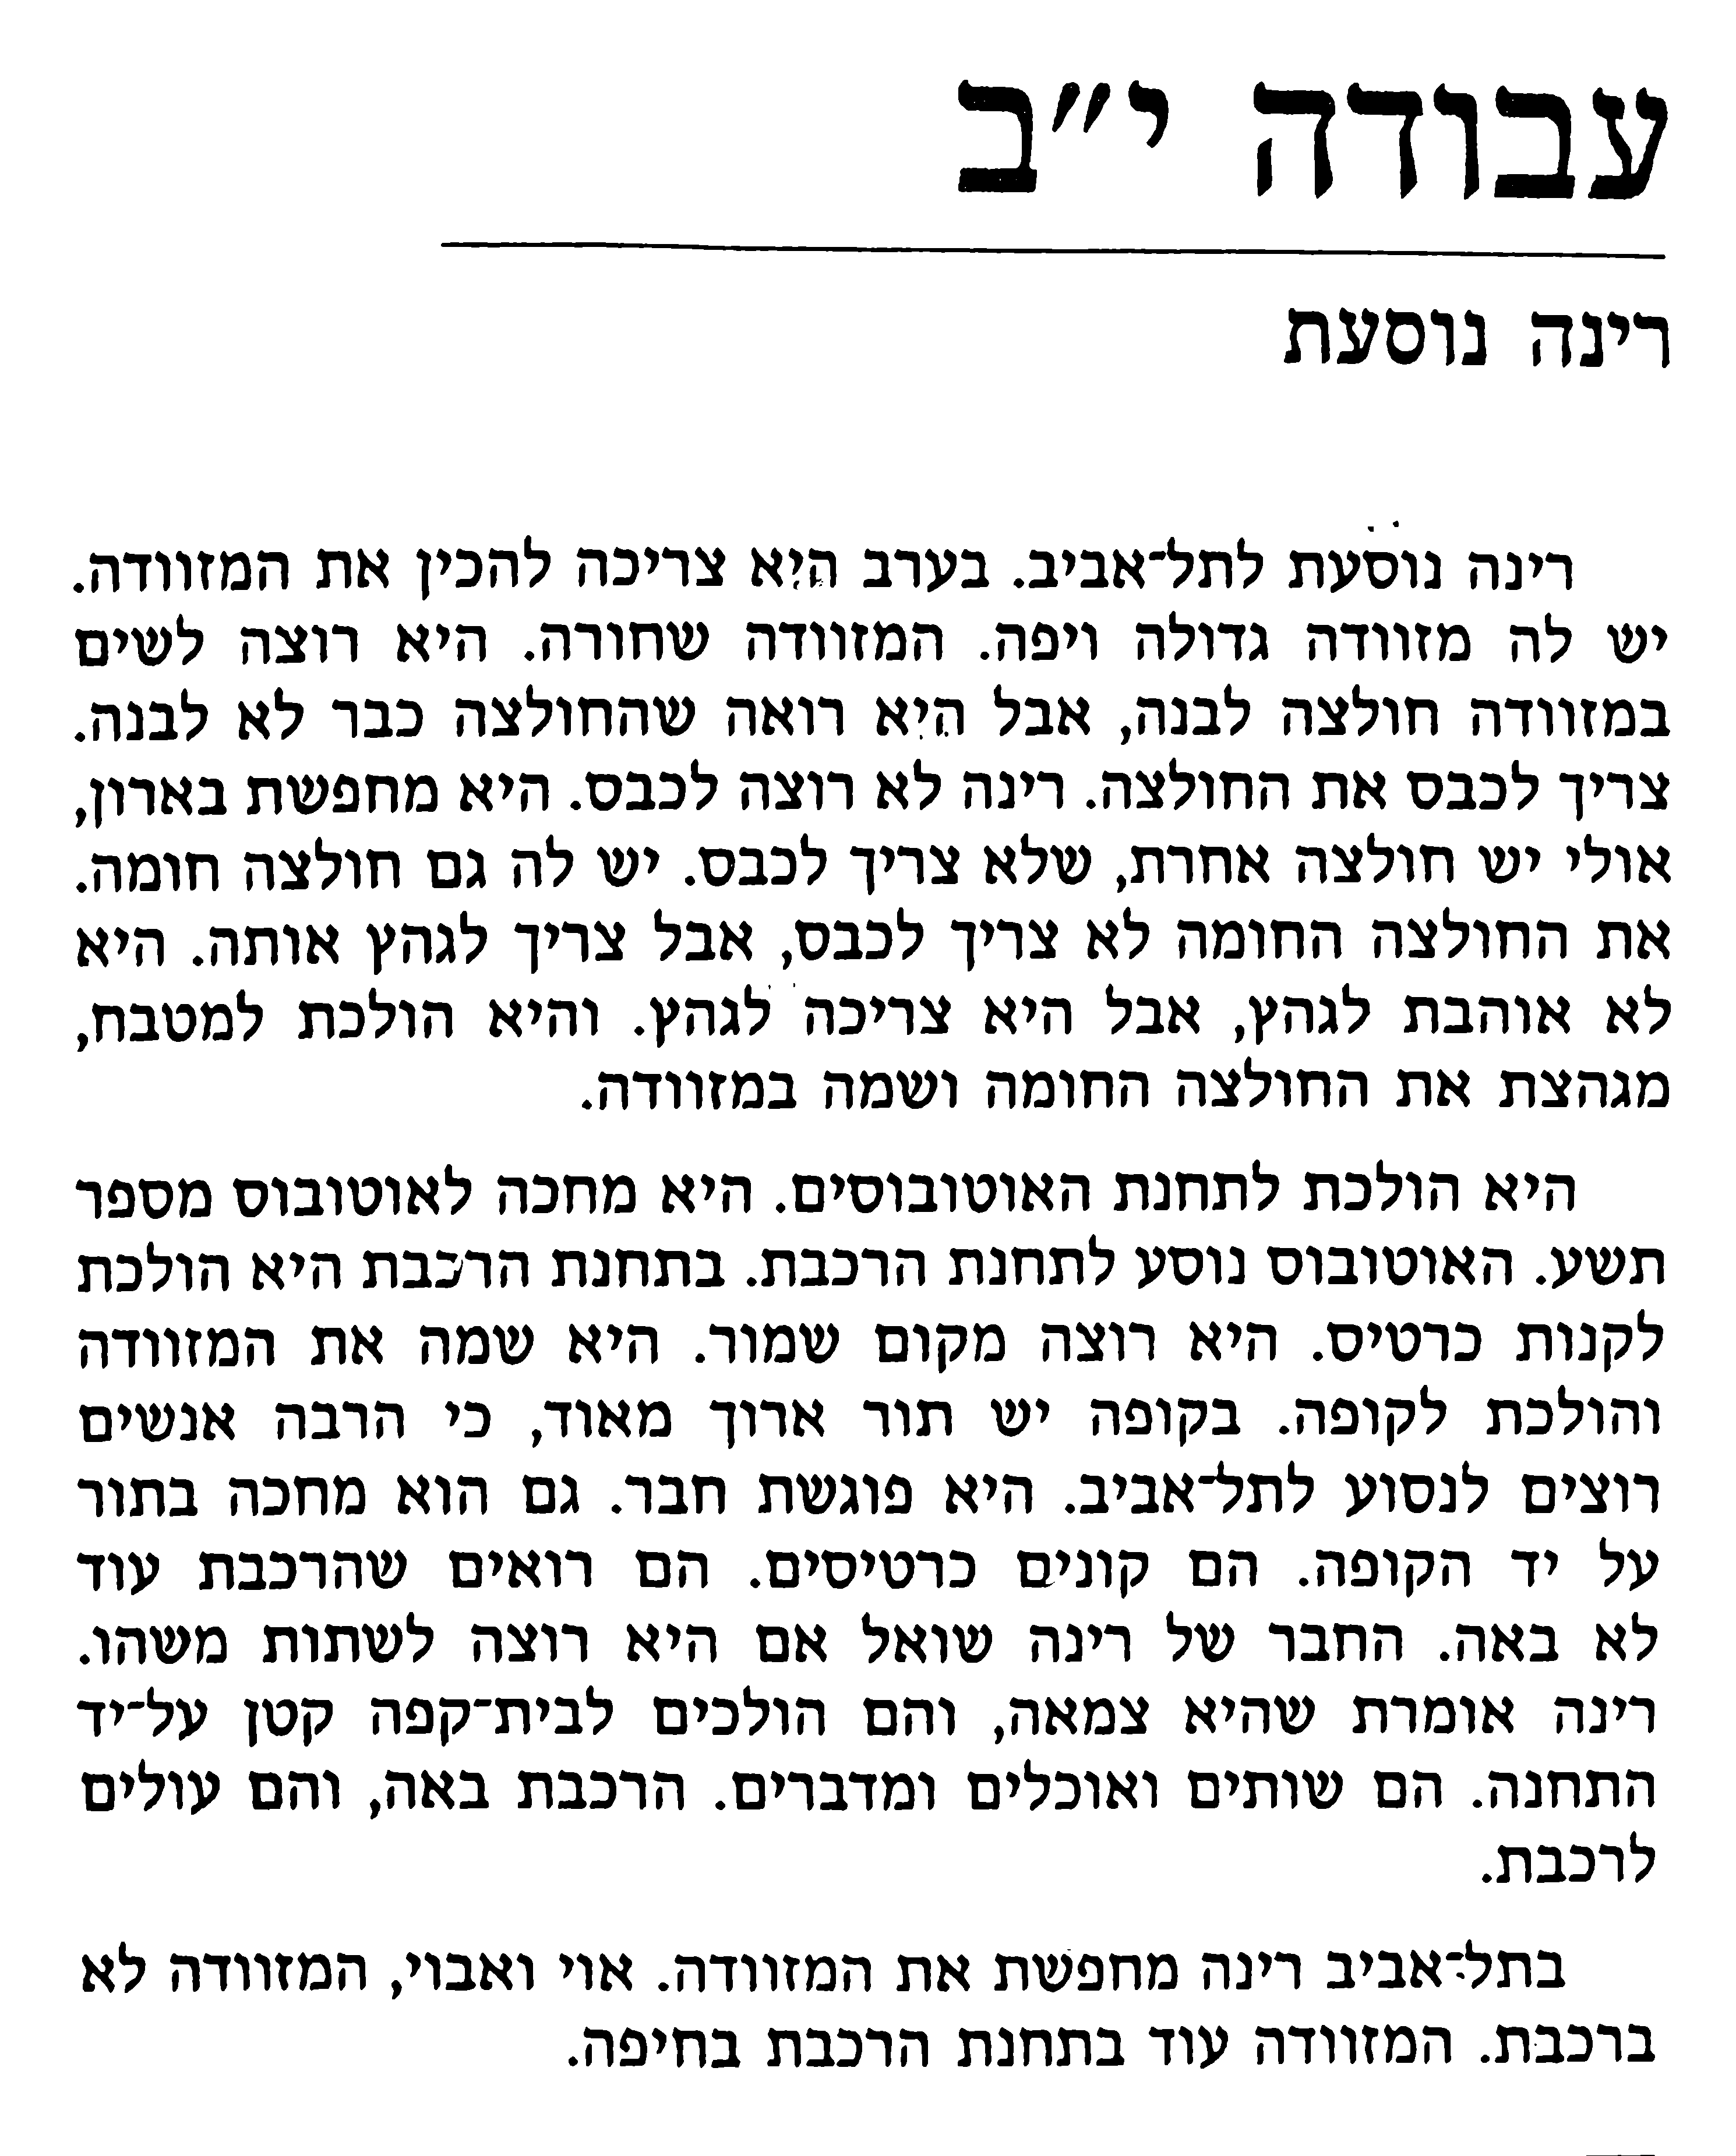 עבודה י״ב
רינה נוסעת
רינה נוסעת לתל־אביב. בערב היא צריכה להכין את המזוודה.
יש לה מזוודה גדולה ויפה. המזוודה שחורה. היא רוצה לשים
במזוודה חולצה לבנה, אבל היא רואה שהחולצה כבר לא לבנה.
צריך לכבס את החולצה. רינה לא רוצה לכבס. היא מחפשת בארון,
אולי יש חולצה אחרת, שלא צריך לכבס. יש לה גם חולצה חומה.
את החולצה החומה לא צריך לכבס, אבל צריך לגהץ אותה. היא
לא אוהבת לגהץ, אבל היא צריכה לגהץ. והיא הולכת למטבח,
מגהצת את החולצה החומה ושמה במזוודה.
היא הולכת לתחנת האוטובוסים. היא מחכה לאוטובוס מספר
תשע. האוטובוס נוסע לתחנת הרכבת. בתחנת הרכבת היא הולכת
לקנות כרטיס. היא רוצה מקום שמור. היא שמה את המזוודה
והולכת לקופה. בקופה יש תור ארוך מאוד, כי הרבה אנשים
רוצים לנסוע לתל־אביב. היא פוגשת חבר. גם הוא מחכה בתור
על יד הקופה. הם קונים כרטיסים. הם רואים שהרכבת עוד
לא באה. החבר של רינה שואל אם היא רוצה לשתות משהו.
רינה אומרת שהיא צמאה, והם הולכים לבית־קפה קטן על־יד
התחנה. הם שותים ואוכלים ומדברים. הרכבת באה, והם עולים
לרכבת.
בתל־אביב רינה מחפשת את המזוודה. אוי ואבוי, המזוודה לא
ברכבת. המזוודה עוד בתחנת הרכבת בחיפה.